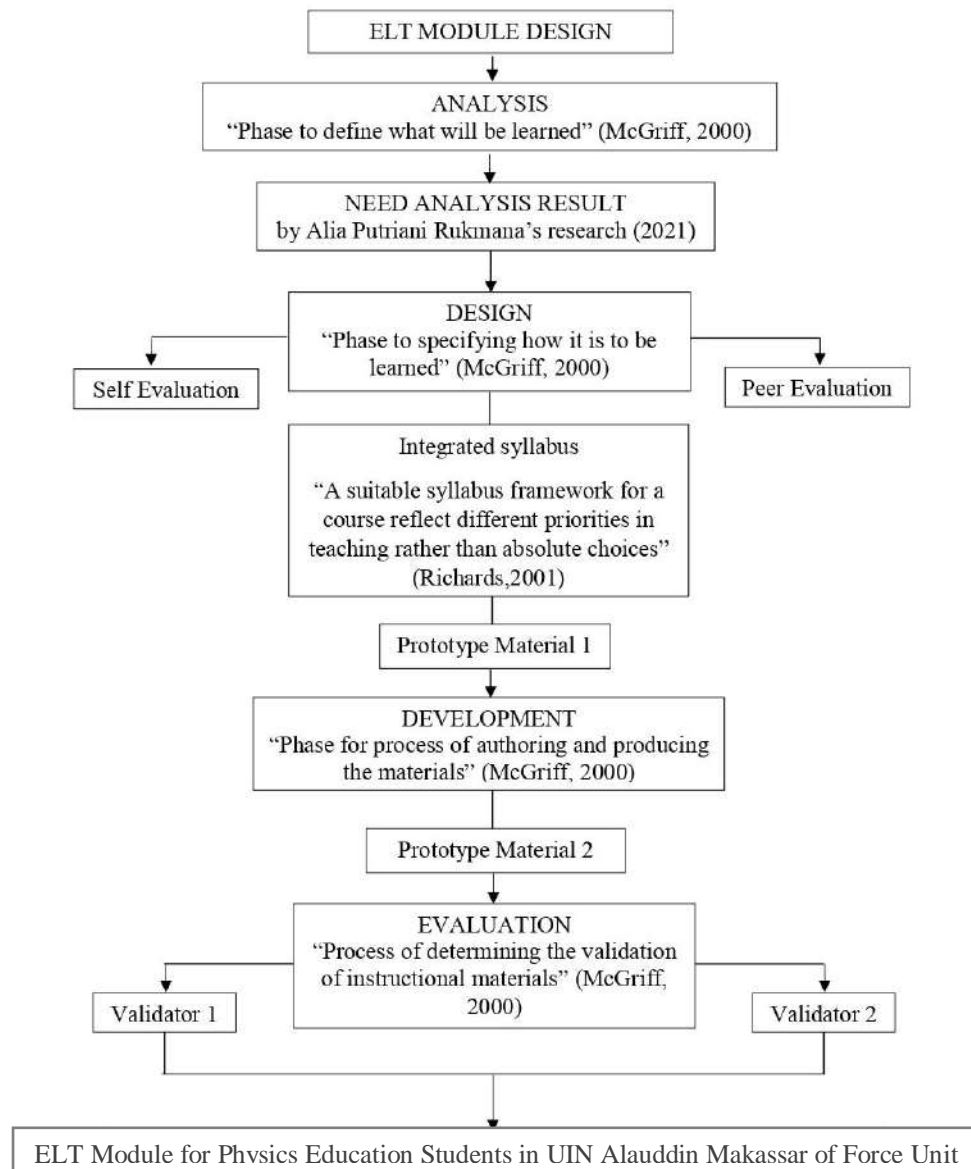 ELT MODULE DESIGN
ANALYSIS
“Phase to define what will be learned” (McGriff, 2000)
NEED ANALYSIS RESULT
by Alia Putriani Rukmana’s research (2021)
DESIGN
“Phase to specifying how it is to be
learned” (McGriff, 2000)
Self Evaluation
Peer Evaluation
Integrated syllabus
“A suitable syllabus framework for a
course reflect different priorities in
teaching rather than absolute choices”
(Richards,2001)
Prototype Material 1
DEVELOPMENT
“Phase for process of authoring and producing
the materials” (McGriff, 2000)
Prototype Material 2
EVALUATION
“Process of determining the validation
of instructional materials” (McGriff,
2000)
Validator 1
Validator 2
ELT Module for Physics Education Students in UIN Alauddin Makassar of Force Unit